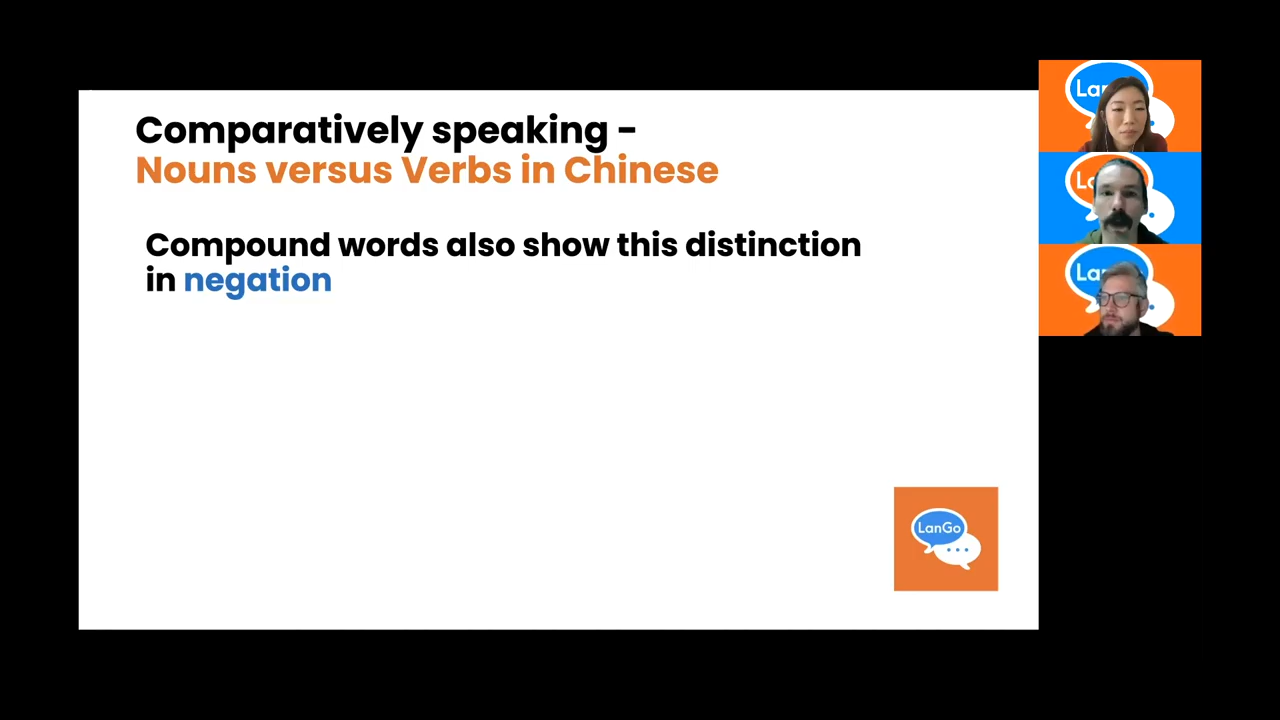 Comparatively speaking -
Nouns versus Verbs in Chinese
Compound words also show this distinction
in negation
LanGo